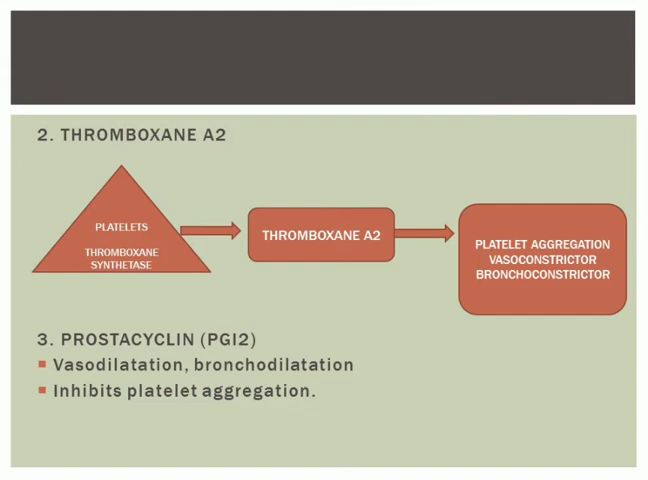 2. THROMBOXANE A2
PLATELETS
THROMBOXANE
SYNTHETASE
THROMBOXANE A2
PLATELET AGGREGATION
VASOCONSTRICTOR
BRONCHOCONSTRICTOR
3. PROSTACYCLIN (PGI2)
Vasodilatation, bronchodilatation
Inhibits platelet aggregation.